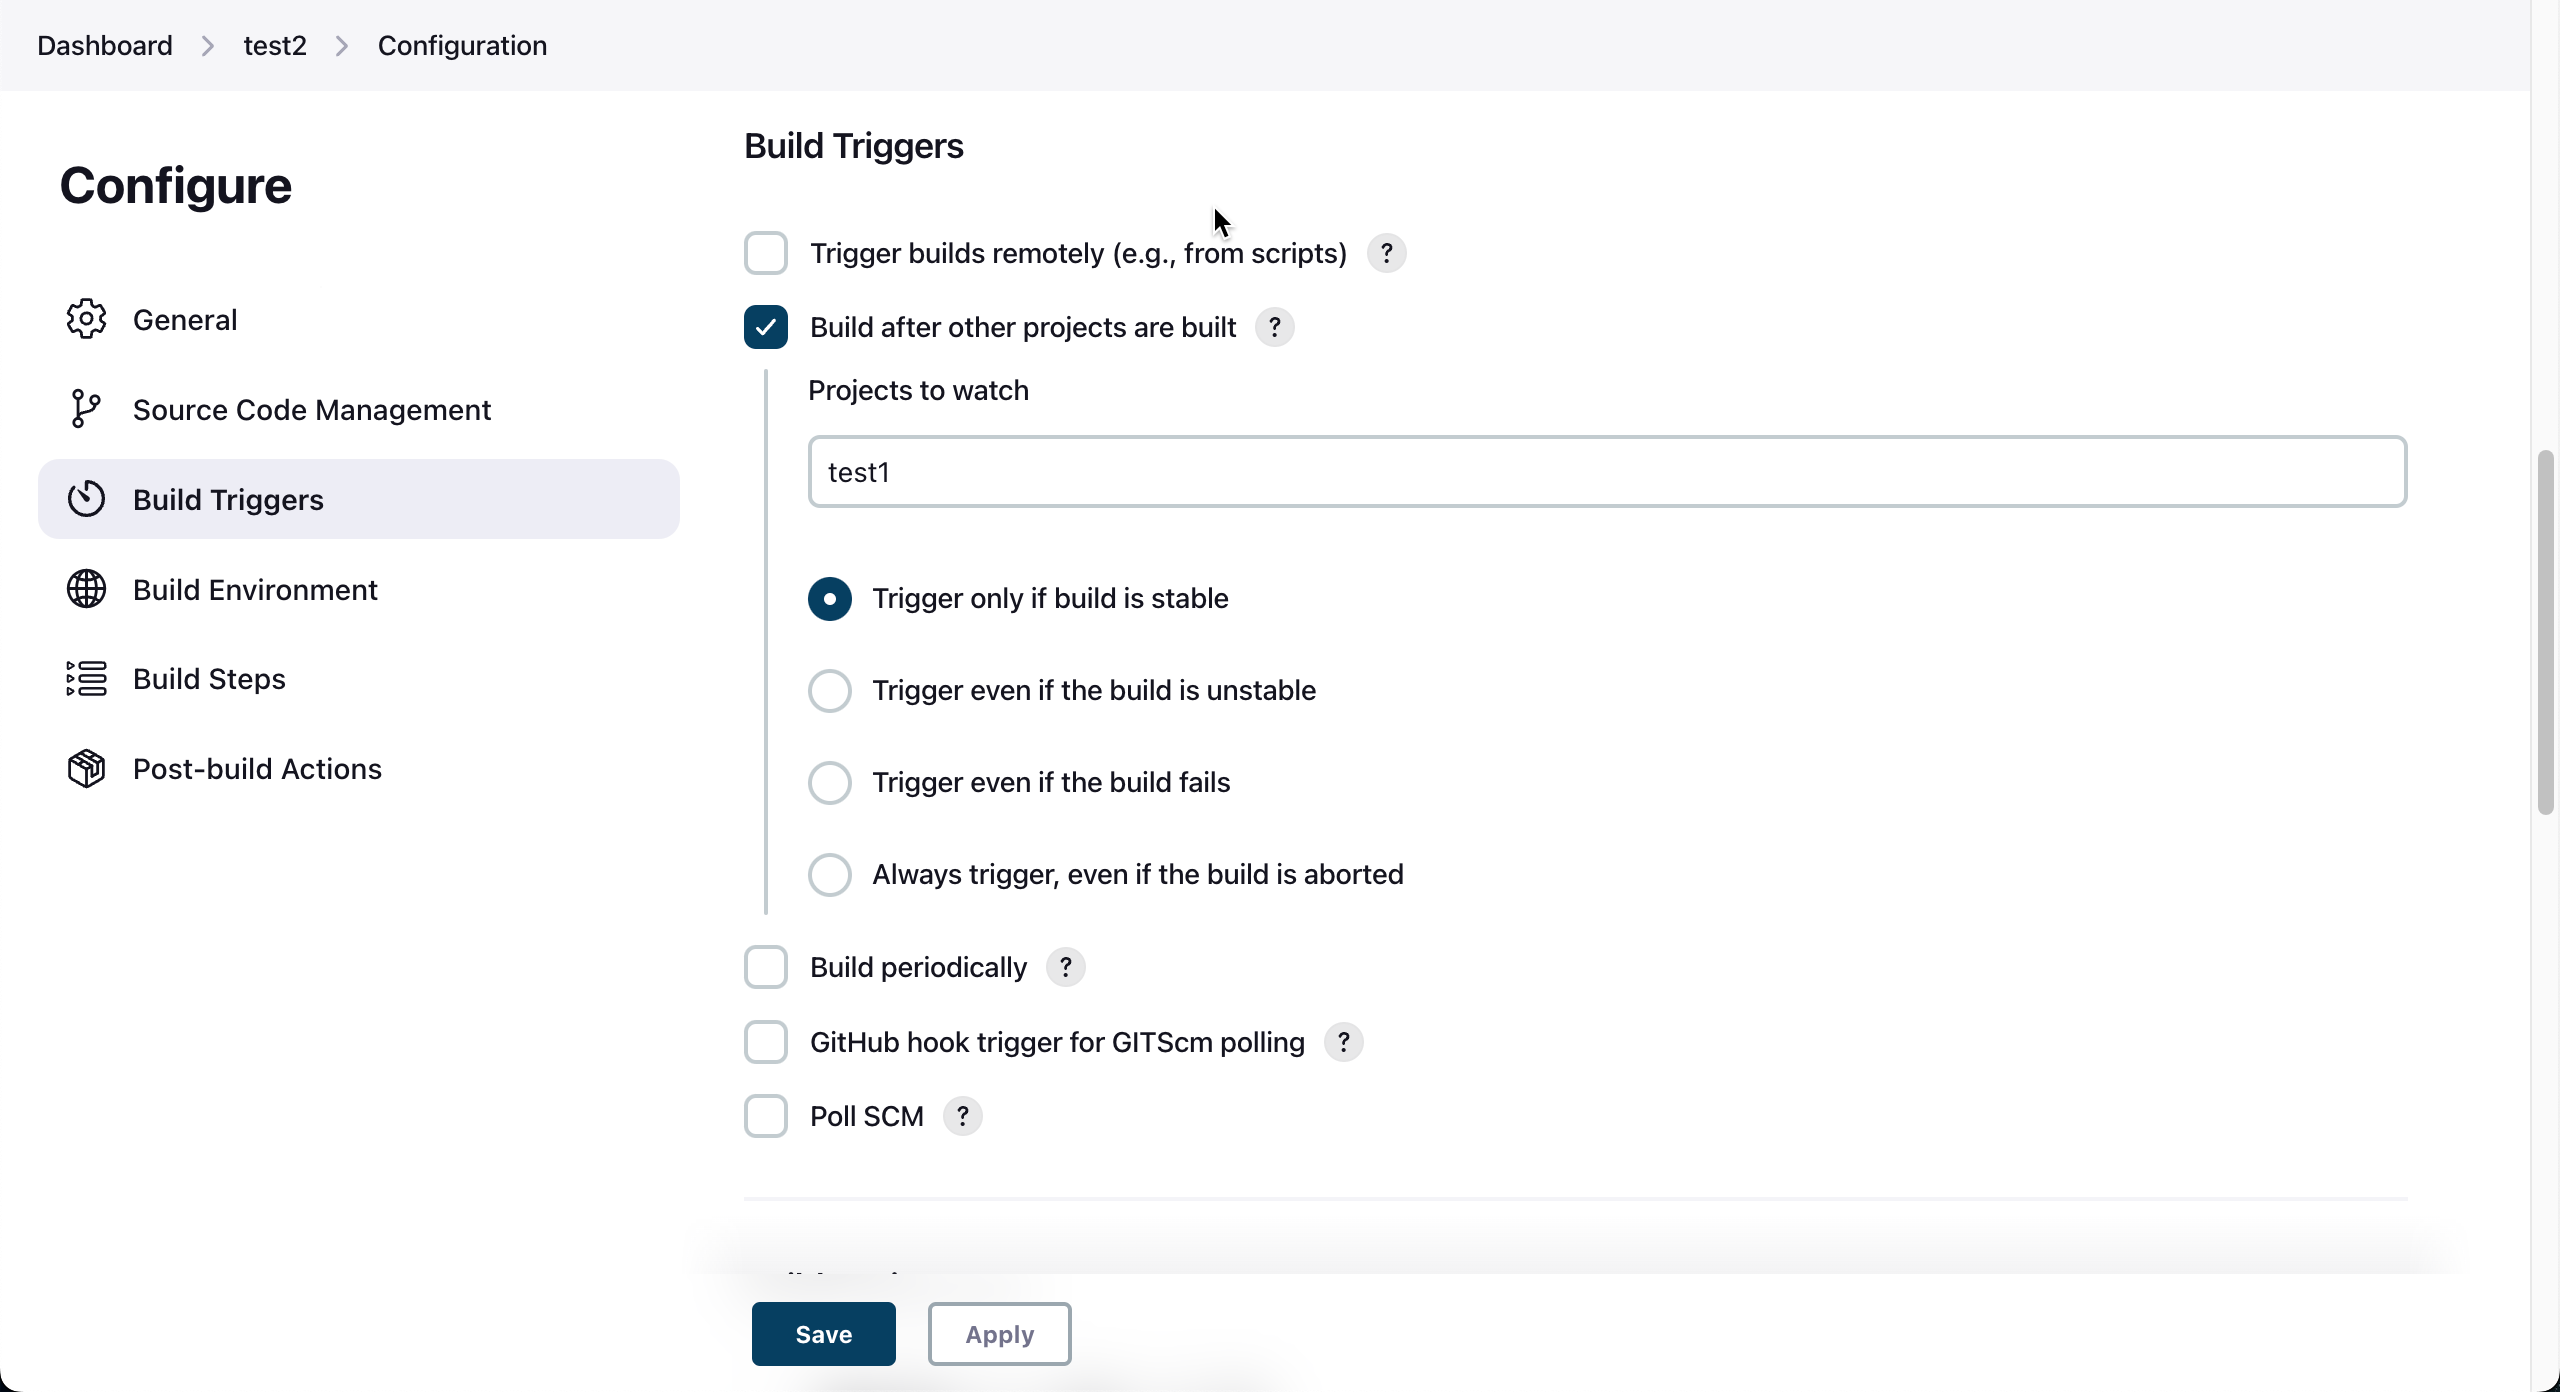 Dashboard > test2 > Configuration
Configure
General
Source Code Management
Build Triggers
Build Environment
Build Steps
Post-build Actions
Build Triggers
Trigger builds remotely (e.g., from scripts) ?
Build after other projects are built ?
Projects to watch
test1
Trigger only if build is stable
Trigger even if the build is unstable
Trigger even if the build fails
Always trigger, even if the build is aborted
Build periodically ?
GitHub hook trigger for GITScm polling ?
Poll SCM ?
Save
Apply